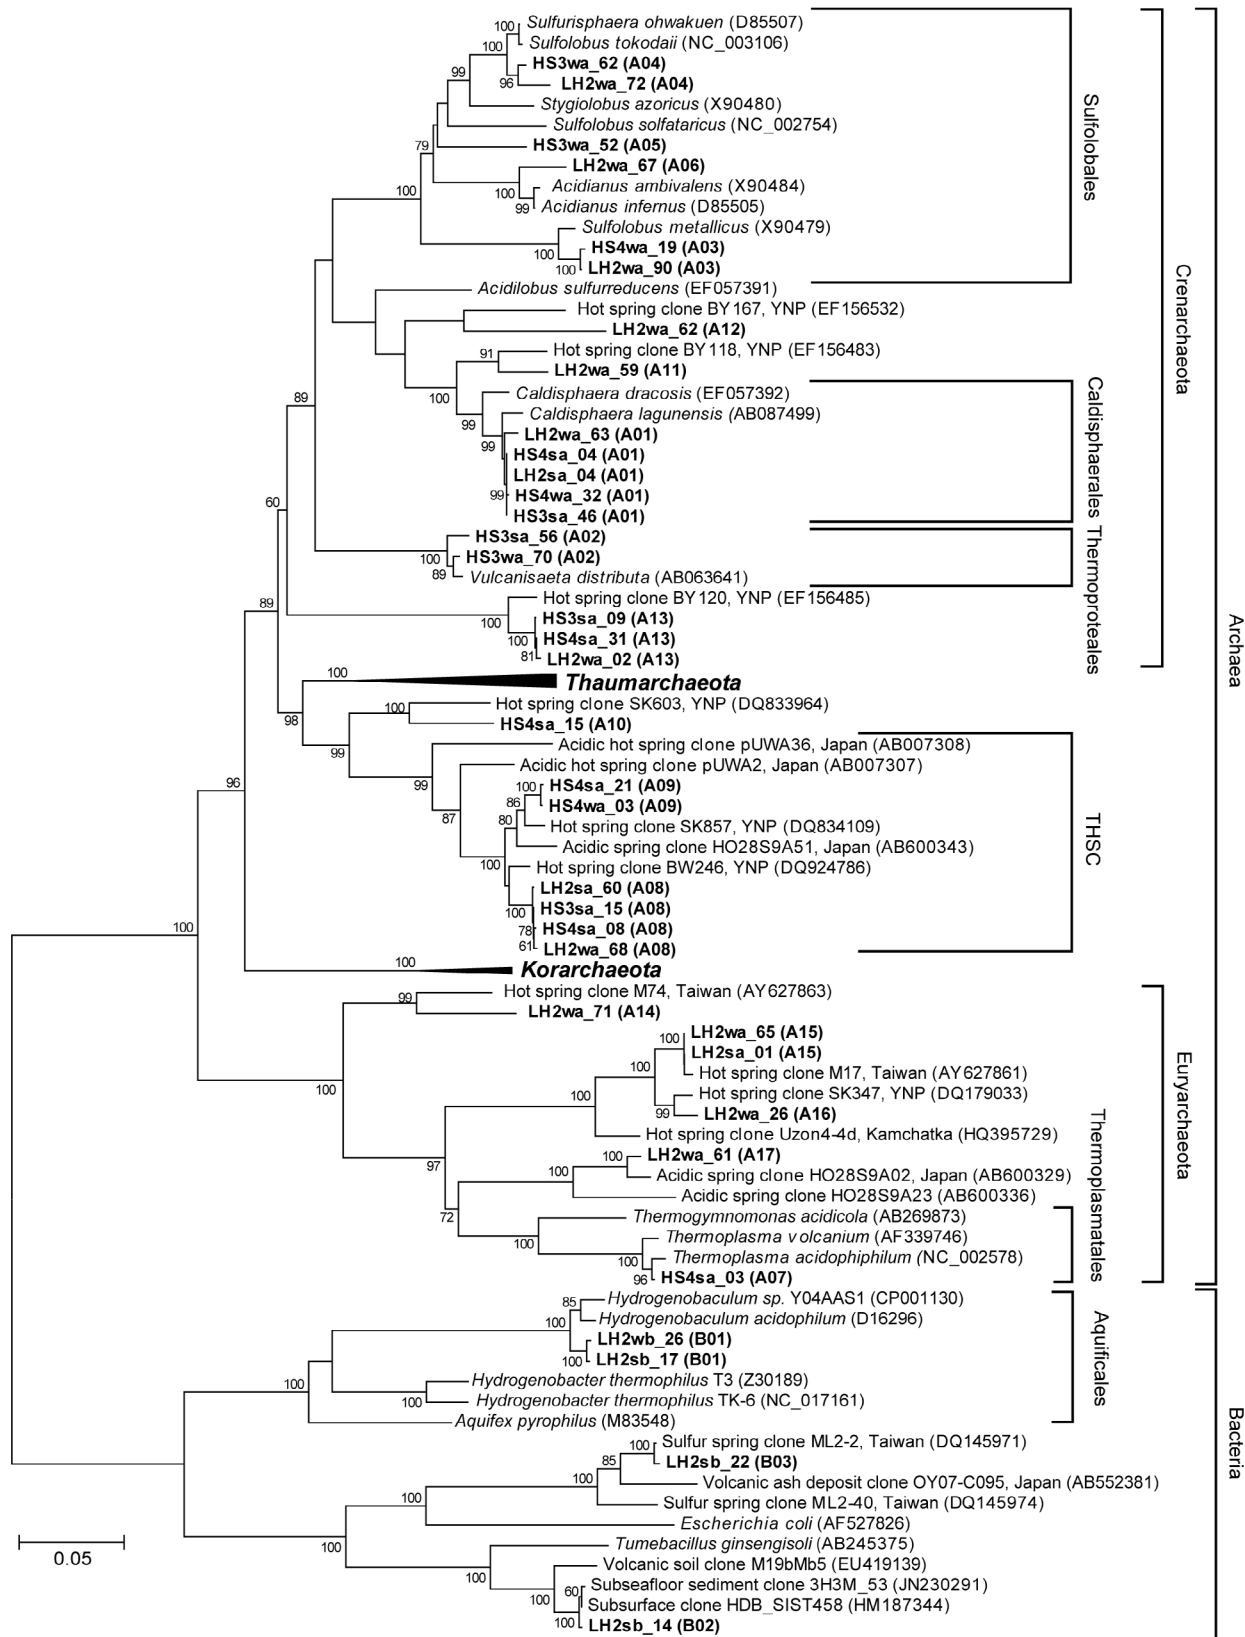 100 Sulfurisphaera ohwakuen (D85507)
100 Sulfolobus tokodaii (NC_003106)
HS3wa_62 (A04)
99
96 LH2wa_72 (A04)
Stygiolobus azoricus (X90480)
Sulfolobus solfataricus (NC_002754)
79 HS3wa_52 (A05)
LH2wa_67 (A06)
100 100 Acidianus ambivalens (X90484)
99 Acidianus infernus (D85505)
Sulfolobus metallicus (X90479)
100 HS4wa_19 (A03)
100 LH2wa_90 (A03)
Sulfolobales
Acidilobus sulfurreducens (EF057391)
Hot spring clone BY167, YNP (EF156532)
LH2wa_62 (A12)
91 Hot spring clone BY118, YNP (EF156483)
LH2wa_59 (A11)
89 100 Caldisphaera dracosis (EF057392)
99 Caldisphaera lagunensis (AB087499)
99 LH2wa_63 (A01)
HS4sa_04 (A01)
LH2sa_04 (A01)
99 HS4wa_32 (A01)
60 HS3sa_46 (A01)
Caldisphaerales
HS3sa_56 (A02)
100 HS3wa_70 (A02)
89 Vulcanisaeta distributa (AB063641)
Thermoproteales
89 Hot spring clone BY120, YNP (EF156485)
100 HS3sa_09 (A13)
100 HS4sa_31 (A13)
81 LH2wa_02 (A13)
Crenarchaeota
100 Thaumarchaeota
98 100 Hot spring clone SK603, YNP (DQ833964)
HS4sa_15 (A10)
99 Acidic hot spring clone pUWA36, Japan (AB007308)
96 99 Acidic hot spring clone pUWA2, Japan (AB007307)
100 HS4sa_21 (A09)
86 HS4wa_03 (A09)
87 80 Hot spring clone SK857, YNP (DQ834109)
Acidic hot spring clone HO28S9A51, Japan (AB600343)
100 Hot spring clone BW246, YNP (DQ924786)
LH2sa_60 (A08)
100 HS3sa_15 (A08)
100 78 HS4sa_08 (A08)
61 LH2wa_68 (A08)
THSC
100 Korarchaeota
99 Hot spring clone M74, Taiwan (AY627863)
LH2wa_71 (A14)
100 LH2wa_65 (A15)
LH2sa_01 (A15)
100 100 Hot spring clone M17, Taiwan (AY627861)
100 Hot spring clone SK347, YNP (DQ179033)
99 LH2wa_26 (A16)
Hot spring clone Uzon4-4d, Kamchatka (HQ395729)
97 100 LH2wa_61 (A17)
100 Acidic spring clone HO28S9A02, Japan (AB600329)
Acidic spring clone HO28S9A23 (AB600336)
72 Thermogymnomonas acidicola (AB269873)
100 Thermoplasma volcanium (AF339746)
100 Thermoplasma acidophiphilum (NC_002578)
96 HS4sa_03 (A07)
Thermoplasmatales
Euryarchaeota
Archaea
85 Hydrogenobaculum sp. Y04AAS1 (CP001130)
100 Hydrogenobaculum acidophilum (D16296)
LH2wb_26 (B01)
100 LH2sb_17 (B01)
100 Hydrogenobacter thermophilus T3 (Z30189)
100 Hydrogenobacter thermophilus TK-6 (NC_017161)
Aquifex pyrophilus (M83548)
Aquificales
100 Sulfur spring clone ML2-2, Taiwan (DQ145971)
85 LH2sb_22 (B03)
100 Volcanic ash deposit clone OY07-C095, Japan (AB552381)
100 Sulfur spring clone ML2-40, Taiwan (DQ145974)
Escherichia coli (AF527826)
100 Tumebacillus ginsengisoli (AB245375)
100 Volcanic soil clone M19bMb5 (EU419139)
60 Subseafloor sediment clone 3H3M_53 (JN230291)
Subsurface clone HDB_SIST458 (HM187344)
100 LH2sb_14 (B02)
Bacteria
0.05